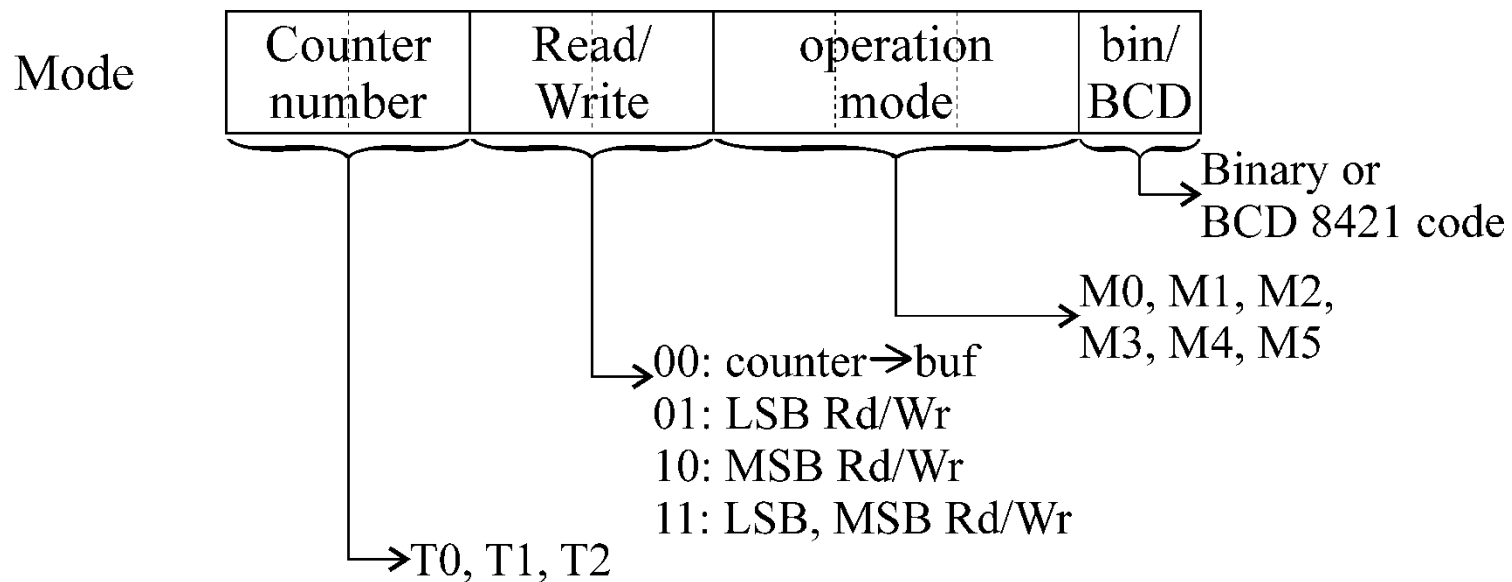 Mode
Counter
number
Read/
Write
operation
mode
bin/
BCD
Binary or
BCD 8421 code
M0, M1, M2,
M3, M4, M5
00: counter→buf
01: LSB Rd/Wr
10: MSB Rd/Wr
11: LSB, MSB Rd/Wr
T0, T1, T2